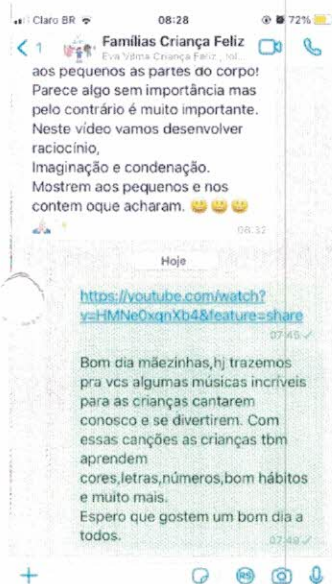 Claro BR 08:28 72%
1 Famílias Criança Feliz
aos pequenos as partes do corpo!
Parece algo sem importância mas
pelo contrário é muito importante.
Neste vídeo vamos desenvolver
raciocínio,
Imaginação e condenação.
Mostrem aos pequenos e nos
contem oque acharam. 😀😀😀
🙏
08:32
Hoje
https://youtube.com/watch?
v=HMNe0xqnXb4&feature=share
07:45
Bom dia mãezinhas,hj trazemos
pra vcs algumas músicas incríveis
para as crianças cantarem
conosco e se divertirem. Com
essas canções as crianças tbm
aprendem
cores,letras,números,bom hábitos
e muito mais.
Espero que gostem um bom dia a
todos.
07:49